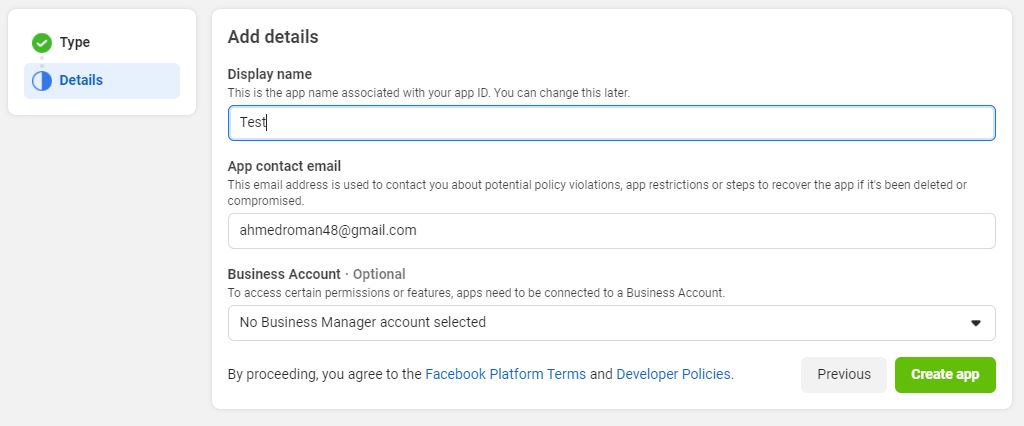 Type
Details
Add details
Display name
This is the app name associated with your app ID. You can change this later.
Test
App contact email
This email address is used to contact you about potential policy violations, app restrictions or steps to recover the app if it's been deleted or
compromised.
ahmedroman48@gmail.com
Business Account · Optional
To access certain permissions or features, apps need to be connected to a Business Account.
No Business Manager account selected
By proceeding, you agree to the Facebook Platform Terms and Developer Policies.
Previous
Create app